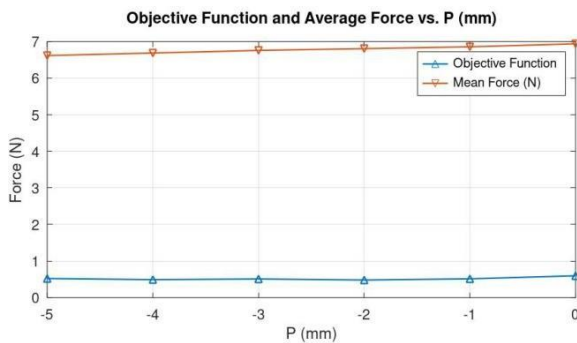 Objective Function and Average Force vs. P (mm)
7
6
5
4
3
2
1
0
Force (N)
Objective Function
Mean Force (N)
-5
-4
-3
-2
-1
0
P (mm)